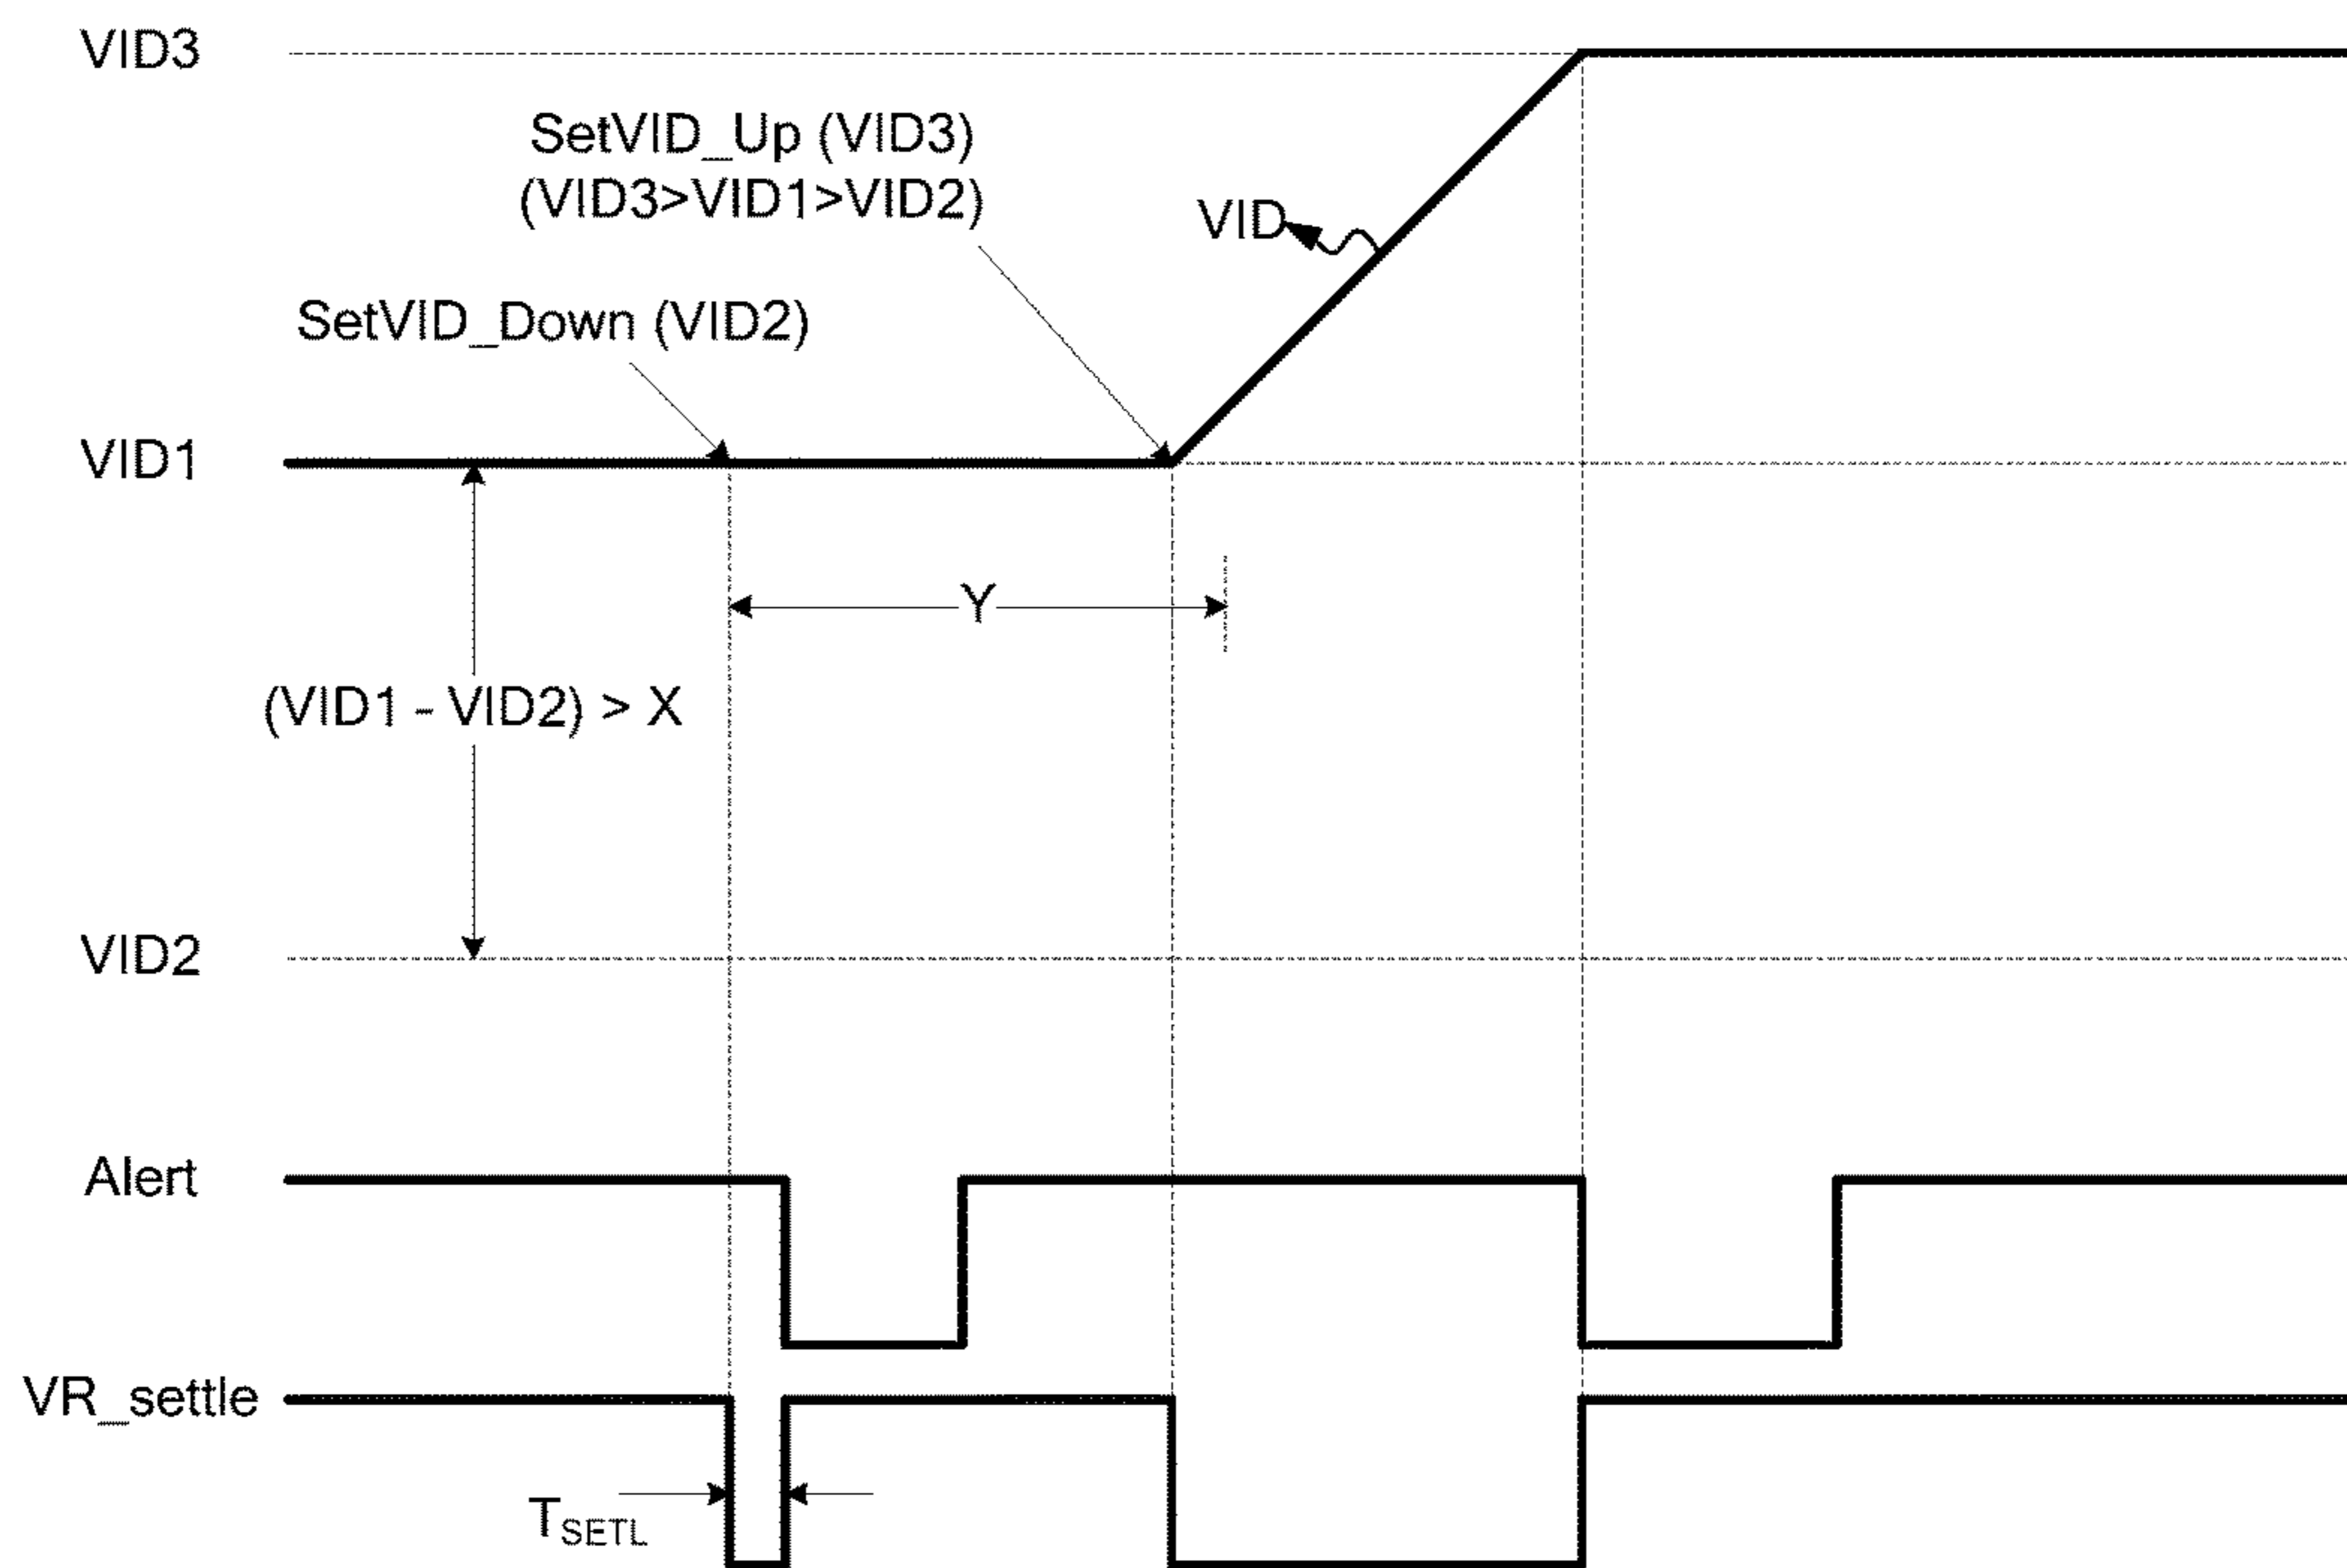 VID3
SetVID_Up (VID3)
(VID3>VID1>VID2)
VID
SetVID_Down (VID2)
VID1
Y
(VID1 - VID2) > X
VID2
Alert
VR_settle
TSETL